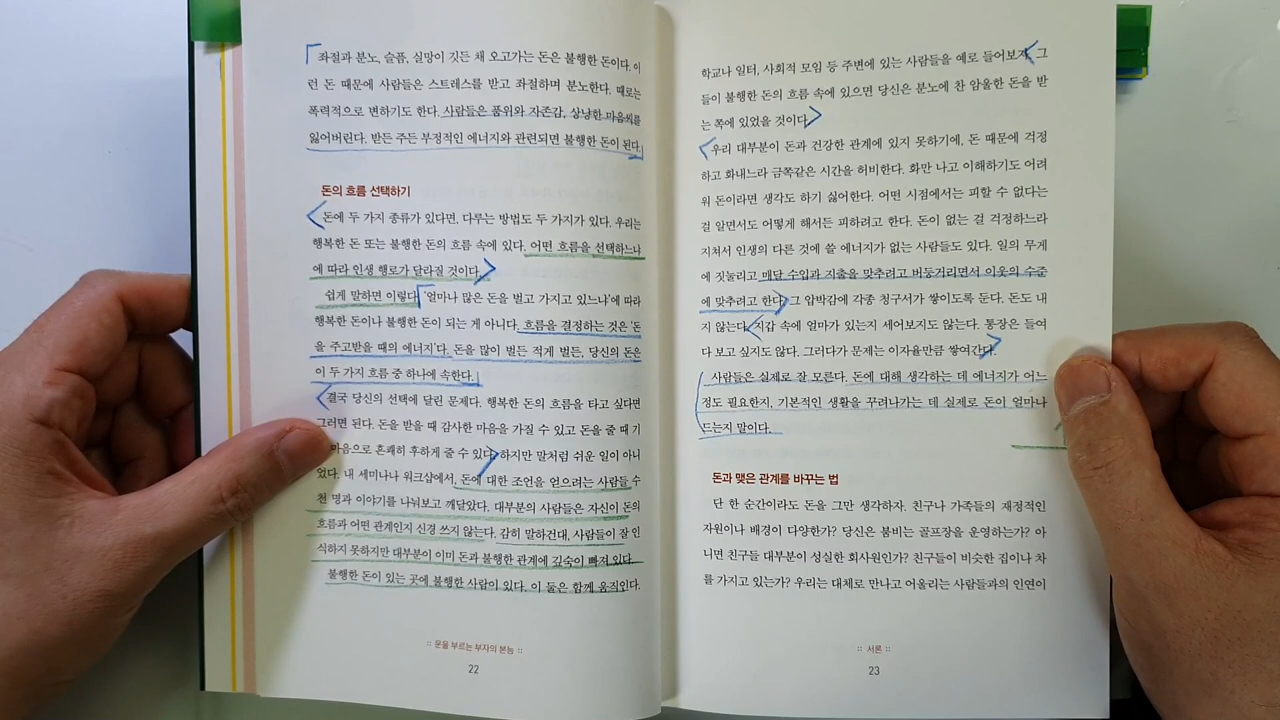 좌절과 분노, 슬픔, 실망이 깃든 채 오고가는 돈은 불행한 돈이다. 이
런 돈 때문에 사람들은 스트레스를 받고 좌절하며 분노한다. 때로는
폭력적으로 변하기도 한다. 사람들은 품위와 자존감, 상냥한 마음씨를
잃어버린다. 받든 주든 부정적인 에너지와 관련되면 불행한 돈이 된다.
돈의 흐름 선택하기
돈에 두 가지 종류가 있다면, 다루는 방법도 두 가지가 있다. 우리는
행복한 돈 또는 불행한 돈의 흐름 속에 있다. 어떤 흐름을 선택하느냐
에 따라 인생 행로가 달라질 것이다.
쉽게 말하면 이렇다. '얼마나 많은 돈을 벌고 가지고 있느냐'에 따라
행복한 돈이나 불행한 돈이 되는 게 아니다. 흐름을 결정하는 것은 '돈
을 주고받을 때의 에너지'다. 돈을 많이 벌든 적게 벌든, 당신의 돈은
이 두 가지 흐름 중 하나에 속한다.
결국 당신의 선택에 달린 문제다. 행복한 돈의 흐름을 타고 싶다면
그러면 된다. 돈을 받을 때 감사한 마음을 가질 수 있고 돈을 줄 때 기
마음으로 흔쾌히 후하게 줄 수 있다. 하지만 말처럼 쉬운 일이 아니
었다. 내 세미나나 워크샵에서, 돈에 대한 조언을 얻으려는 사람들 수
천 명과 이야기를 나눠보고 깨달았다. 대부분의 사람들은 자신이 돈의
흐름과 어떤 관계인지 신경 쓰지 않는다. 감히 말하건대, 사람들이 잘 인
식하지 못하지만 대부분이 이미 돈과 불행한 관계에 깊숙이 빠져 있다.
불행한 돈이 있는 곳에 불행한 사람이 있다. 이 둘은 함께 움직인다.
:: 운을 부르는 부자의 본능 ::
22
학교나 일터, 사회적 모임 등 주변에 있는 사람들을 예로 들어보자. 그
들이 불행한 돈의 흐름 속에 있으면 당신은 분노에 찬 암울한 돈을 받
는 쪽에 있었을 것이다.
우리 대부분이 돈과 건강한 관계에 있지 못하기에, 돈 때문에 걱정
하고 화내느라 금쪽같은 시간을 허비한다. 화만 나고 이해하기도 어려
워 돈이라면 생각도 하기 싫어한다. 어떤 시점에서는 피할 수 없다는
걸 알면서도 어떻게 해서든 피하려고 한다. 돈이 없는 걸 걱정하느라
지쳐서 인생의 다른 것에 쓸 에너지가 없는 사람들도 있다. 일의 무게
에 짓눌리고 매달 수입과 지출을 맞추려고 버둥거리면서 이웃의 수준
에 맞추려고 한다. 그 압박감에 각종 청구서가 쌓이도록 둔다. 돈도 내
지 않는다. 지갑 속에 얼마가 있는지 세어보지도 않는다. 통장은 들여
다 보고 싶지도 않다. 그러다가 문제는 이자율만큼 쌓여간다.
사람들은 실제로 잘 모른다. 돈에 대해 생각하는 데 에너지가 어느
정도 필요한지, 기본적인 생활을 꾸려나가는 데 실제로 돈이 얼마나
드는지 말이다.
돈과 맺은 관계를 바꾸는 법
단 한 순간이라도 돈을 그만 생각하자. 친구나 가족들의 재정적인
자원이나 배경이 다양한가? 당신은 붐비는 골프장을 운영하는가? 아
니면 친구들 대부분이 성실한 회사원인가? 친구들이 비슷한 집이나 차
를 가지고 있는가? 우리는 대체로 만나고 어울리는 사람들과의 인연이
:: 서론 ::
23